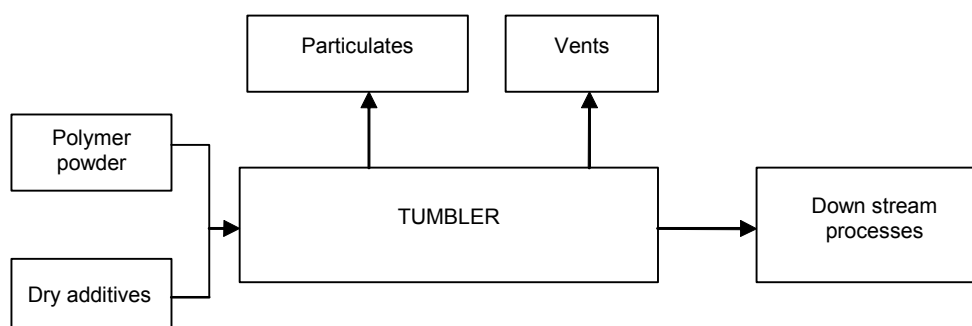 Particulates
Vents
Polymer
powder
TUMBLER
Down stream
processes
Dry additives